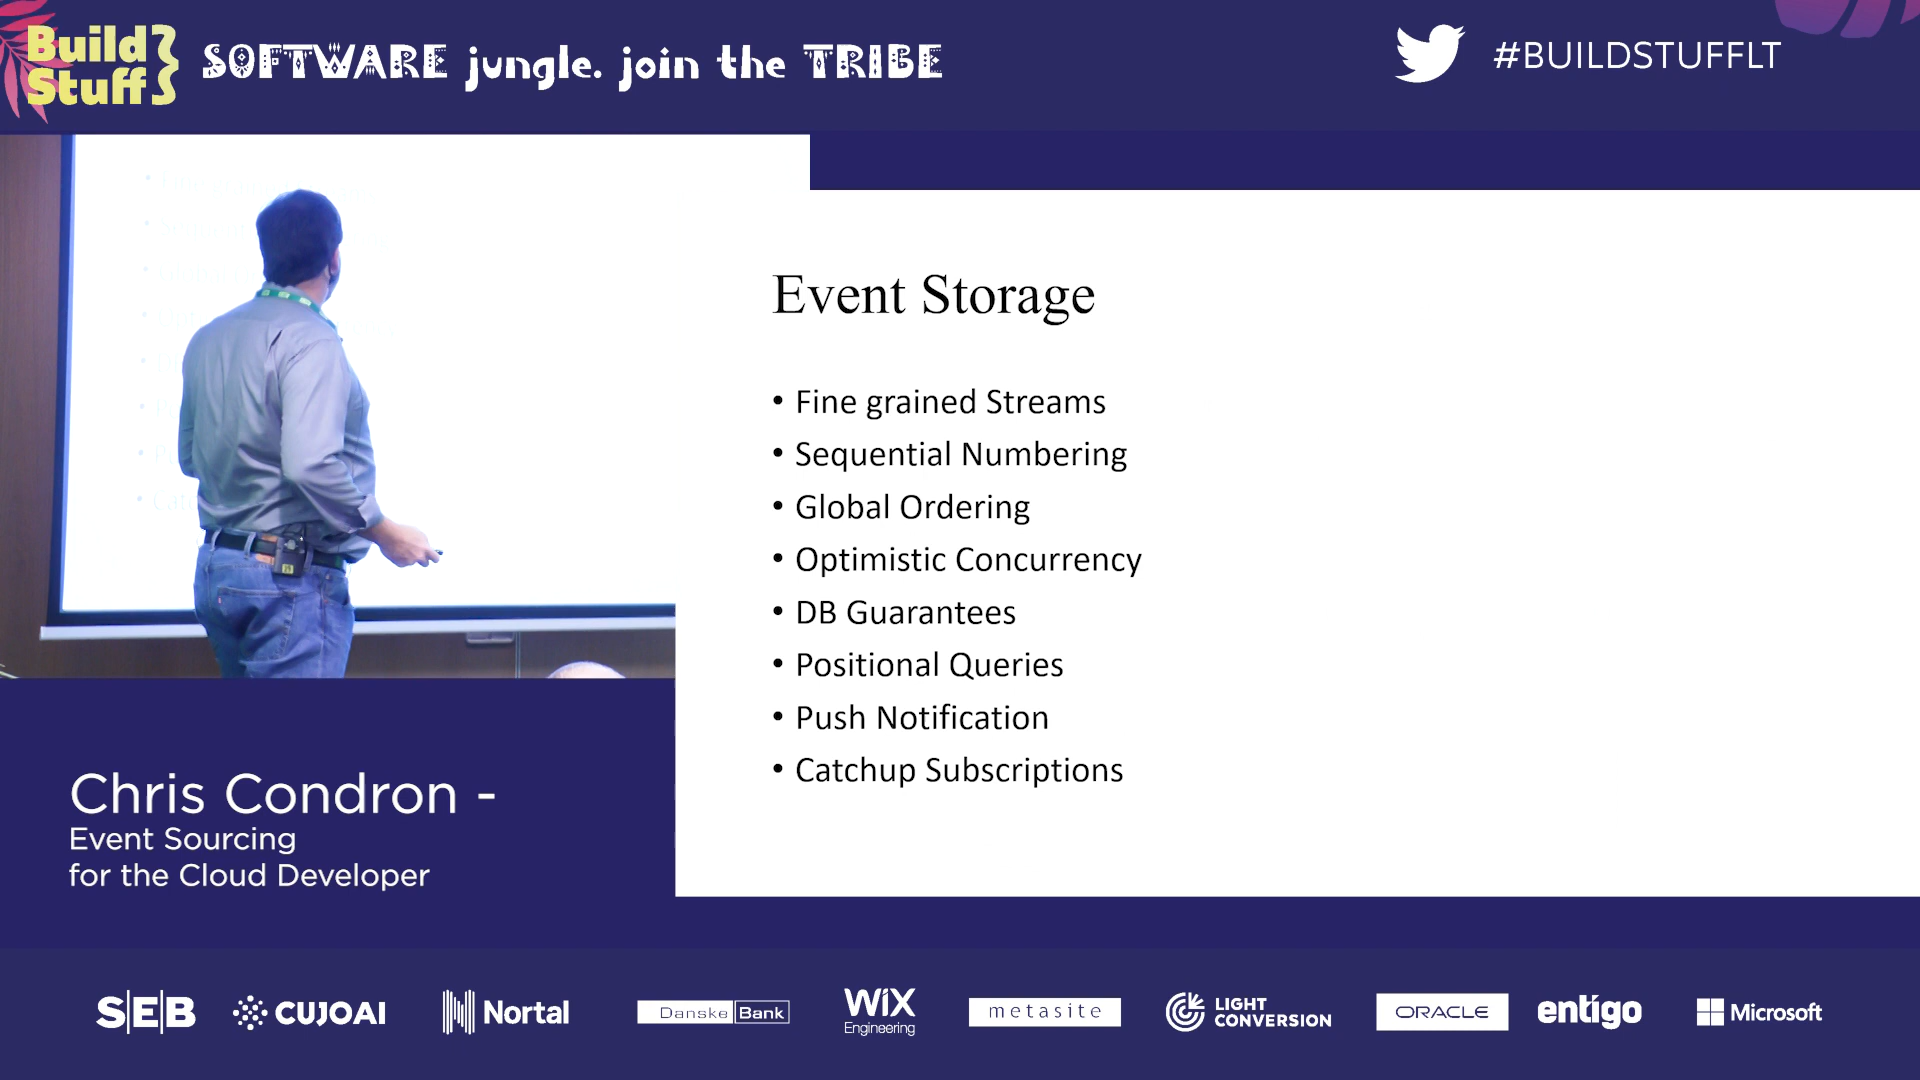 Build
Stuff
SOFTWARE jungle. join the TRIBE
#BUILDSTUFFLT
Event Storage
• Fine grained Streams
• Sequential Numbering
• Global Ordering
• Optimistic Concurrency
• DB Guarantees
• Positional Queries
• Push Notification
• Catchup Subscriptions
Chris Condron -
Event Sourcing
for the Cloud Developer
S|E|B
CUJOAI
Nortal
Danske Bank
WiX
Engineering
metasite
LIGHT
CONVERSION
ORACLE
entigo
Microsoft